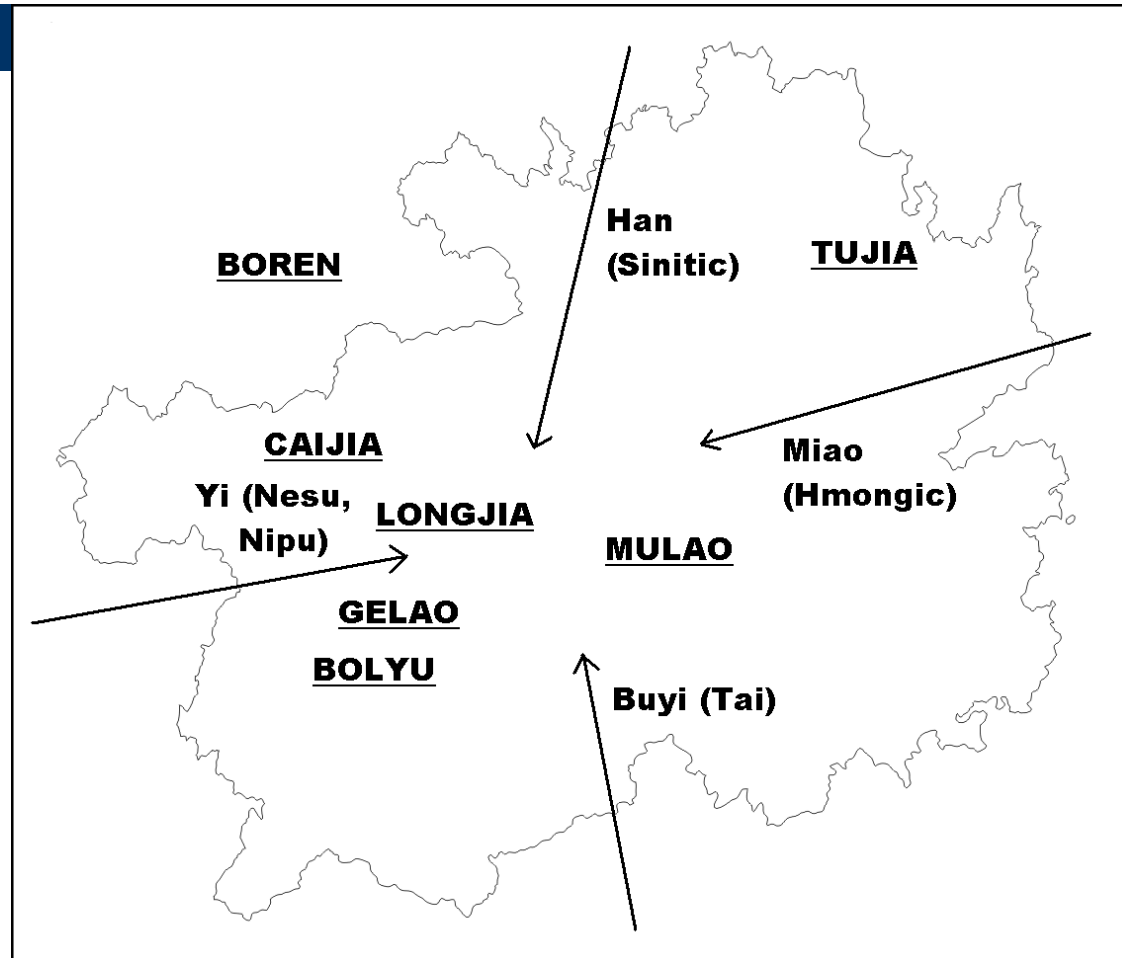 Han
(Sinitic)
TUJIA
BOREN
CAIJIA
Yi (Nesu,
Nipu)
LONGJIA
Miao
(Hmongic)
MULAO
GELAO
BOLYU
Buyi (Tai)